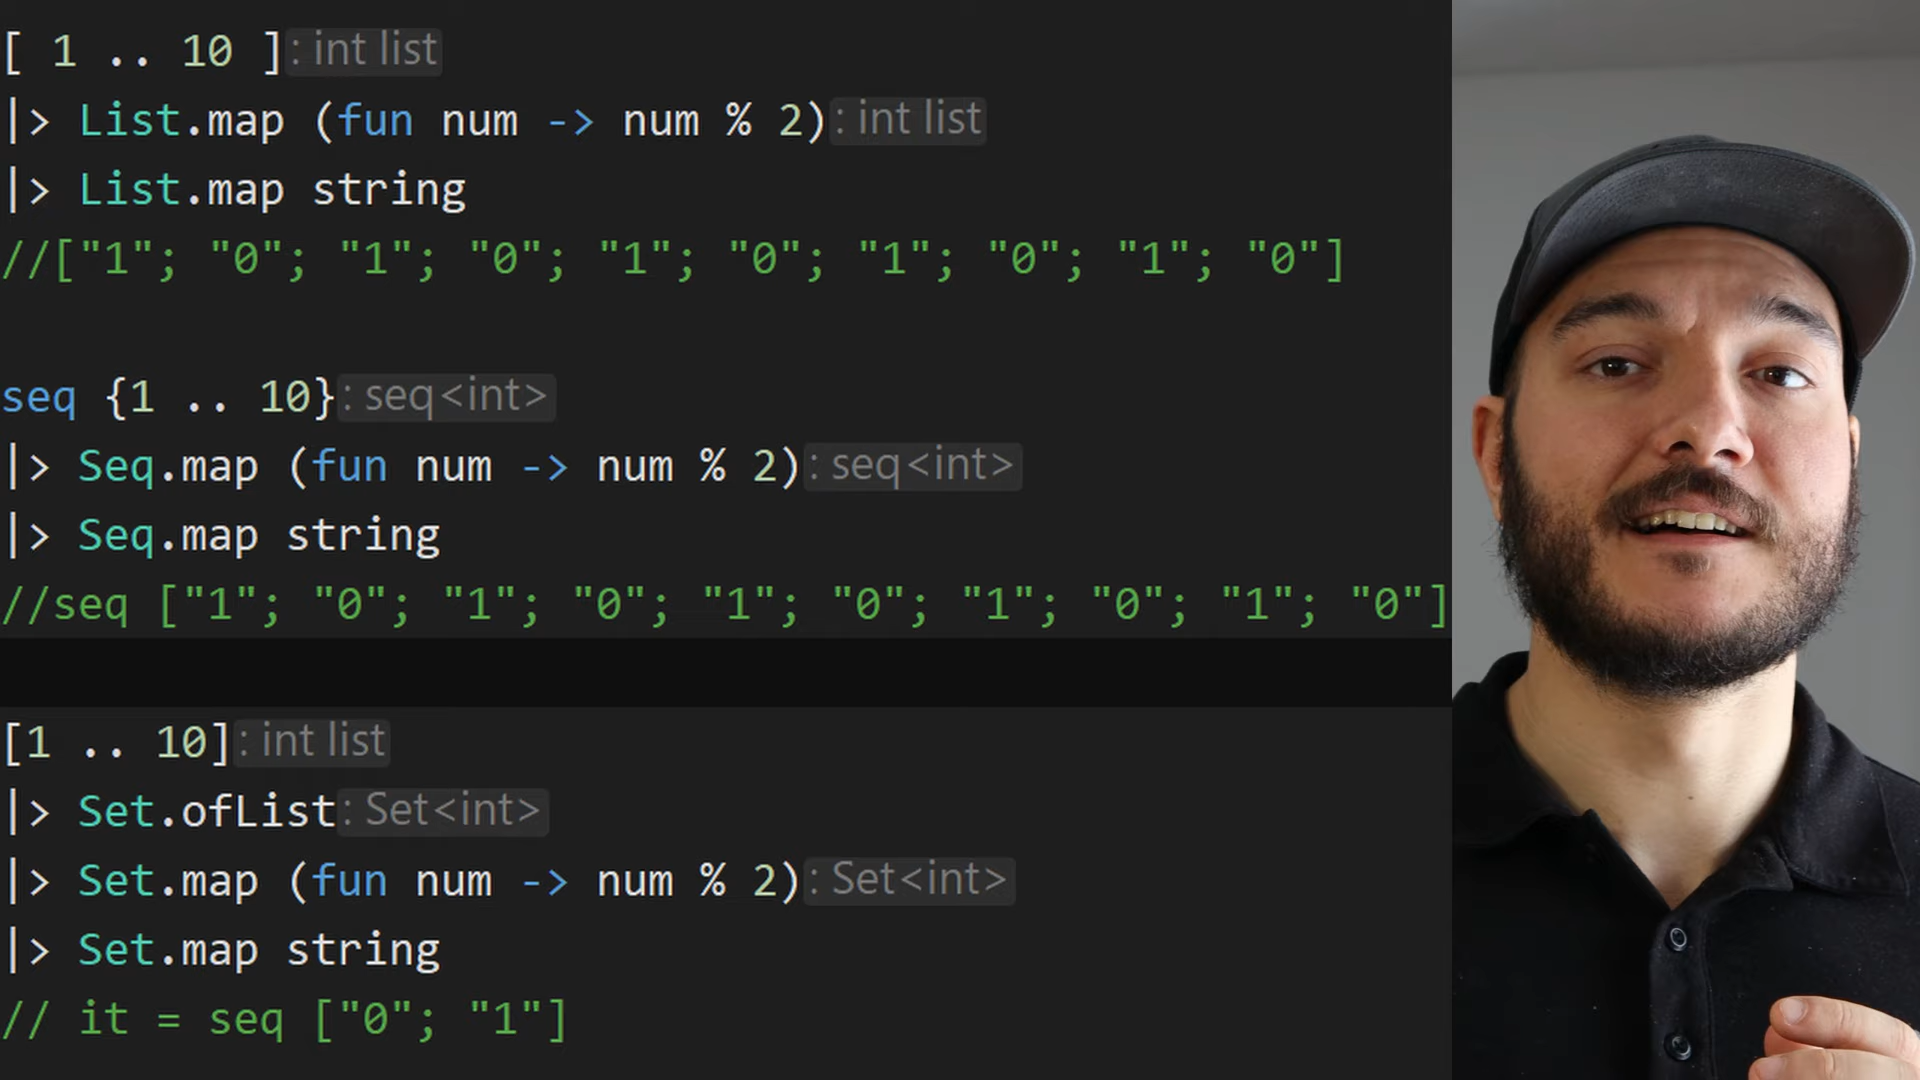 [ 1 .. 10 ]: int list
|> List.map (fun num -> num % 2): int list
|> List.map string
//["1"; "0"; "1"; "0"; "1"; "0"; "1"; "0"; "1"; "0"]
seq {1 .. 10}: seq<int>
|> Seq.map (fun num -> num % 2): seq<int>
|> Seq.map string
//seq ["1"; "0"; "1"; "0"; "1"; "0"; "1"; "0"; "1"; "0"]
[1 .. 10]: int list
|> Set.ofList: Set<int>
|> Set.map (fun num -> num % 2): Set<int>
|> Set.map string
// it = seq ["0"; "1"]